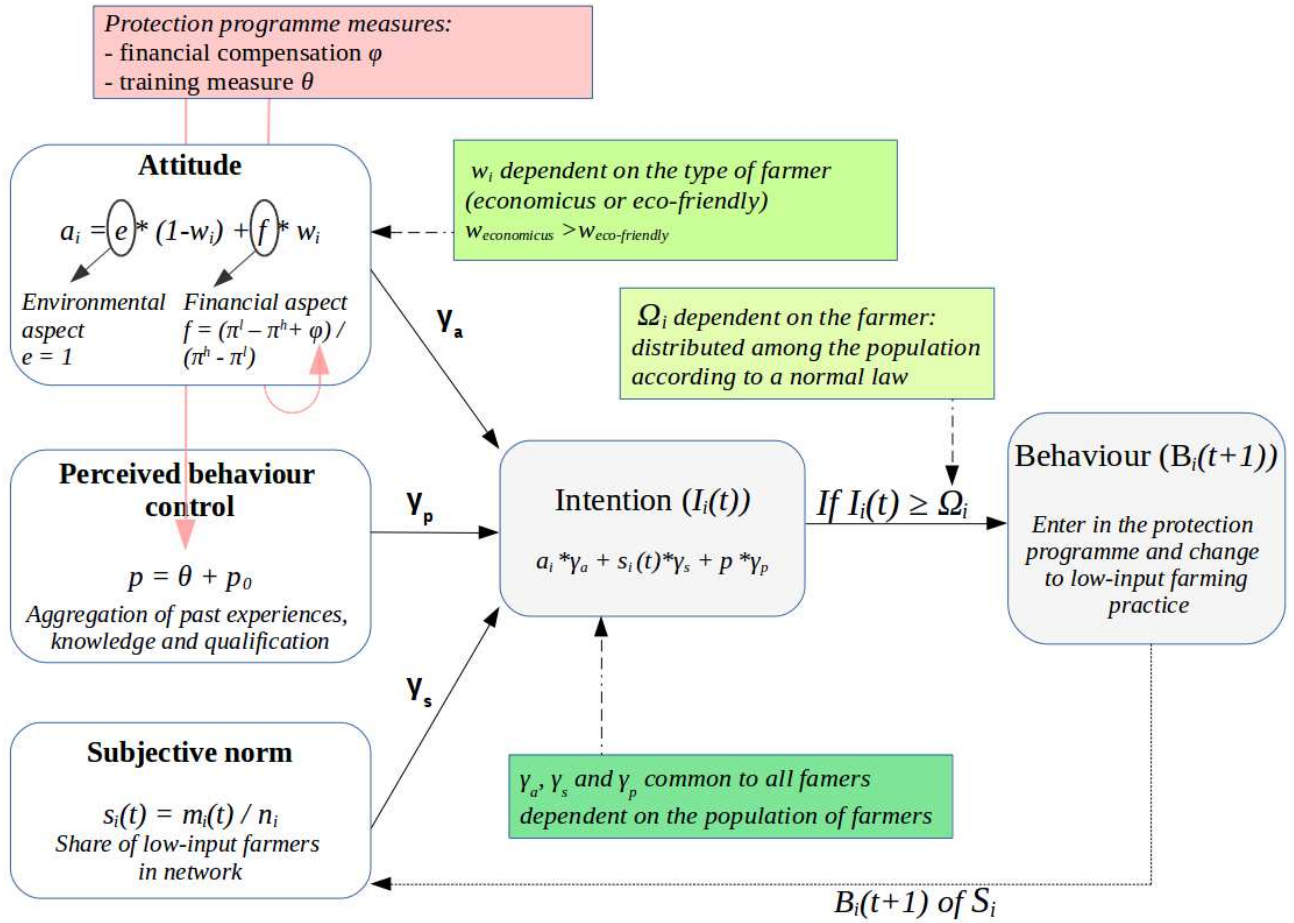 Protection programme measures:
- financial compensation φ
- training measure θ
Attitude
aᵢ = e * (1-wᵢ) + f * wᵢ
Environmental
aspect
e = 1
Financial aspect
f = (πˡ – πʰ+ φ) /
(πʰ - πˡ)
wᵢ dependent on the type of farmer
(economicus or eco-friendly)
w_economicus >w_eco-friendly
γₐ
Ωᵢ dependent on the farmer:
distributed among the population
according to a normal law
Perceived behaviour
control
p = θ + p₀
Aggregation of past experiences,
knowledge and qualification
γₚ
Intention (Iᵢ(t))
aᵢ *γₐ + sᵢ (t)*γₛ + p *γₚ
If Iᵢ(t) ≥ Ωᵢ
Behaviour (Bᵢ(t+1))
Enter in the protection
programme and change
to low-input farming
practice
γₛ
Subjective norm
sᵢ(t) = mᵢ(t) / nᵢ
Share of low-input farmers
in network
γₐ, γₛ and γₚ common to all famers
dependent on the population of farmers
Bᵢ(t+1) of Sᵢ